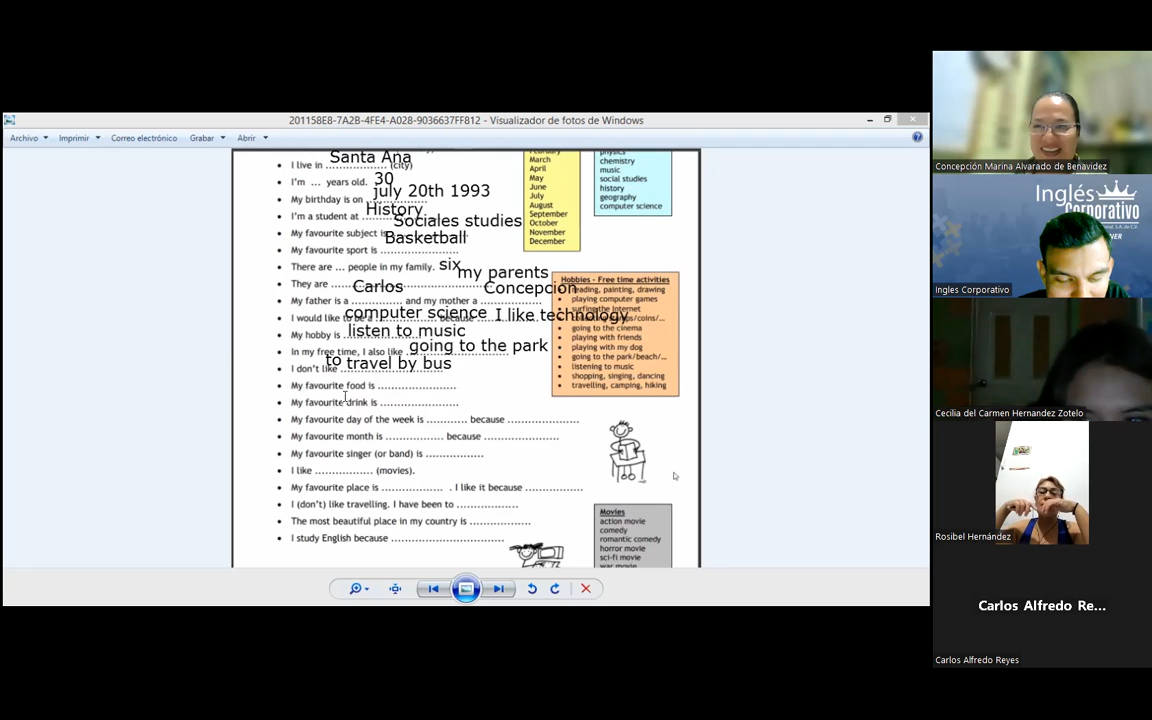 201158E8-7A2B-4FE4-A028-9036637FF812 - Visualizador de fotos de Windows
Archivo Imprimir Correo electrónico Grabar Abrir
Santa Ana
I live in ................ (city)
30
I'm ... years old.
july 20th 1993
My birthday is on
History
I'm a student at
Sociales studies
My favourite subject is
Basketball
My favourite sport is ........................
six
There are ... people in my family.
my parents
They are
Carlos
Concepcion
My father is a ............... and my mother a ..................
computer science
I like technology
I would like to be a because
listen to music
My hobby is
going to the park
In my free time, I also like
to travel by bus
I don't like
My favourite food is ........................
My favourite drink is ........................
My favourite day of the week is ............ because ......................
My favourite month is ................. because ......................
My favourite singer (or band) is .................
I like ................. (movies).
My favourite place is .................. . I like it because .................
I (don't) like travelling. I have been to ..................
The most beautiful place in my country is .................
I study English because ................................
March
April
May
June
July
August
September
October
November
December
physics
chemistry
music
social studies
history
geography
computer science
Hobbies - Free time activities
reading, painting, drawing
playing computer games
surfing the Internet
going to the cinema
playing with friends
playing with my dog
going to the park/beach/...
listening to music
shopping, singing, dancing
travelling, camping, hiking
Movies
action movie
comedy
romantic comedy
horror movie
sci-fi movie
war movie
Concepción Marina Alvarado de Benavidez
Inglés
Corporativo
Ingles Corporativo
Cecilia del Carmen Hernandez Zotelo
Rosibel Hernández
Carlos Alfredo Re...
Carlos Alfredo Reyes